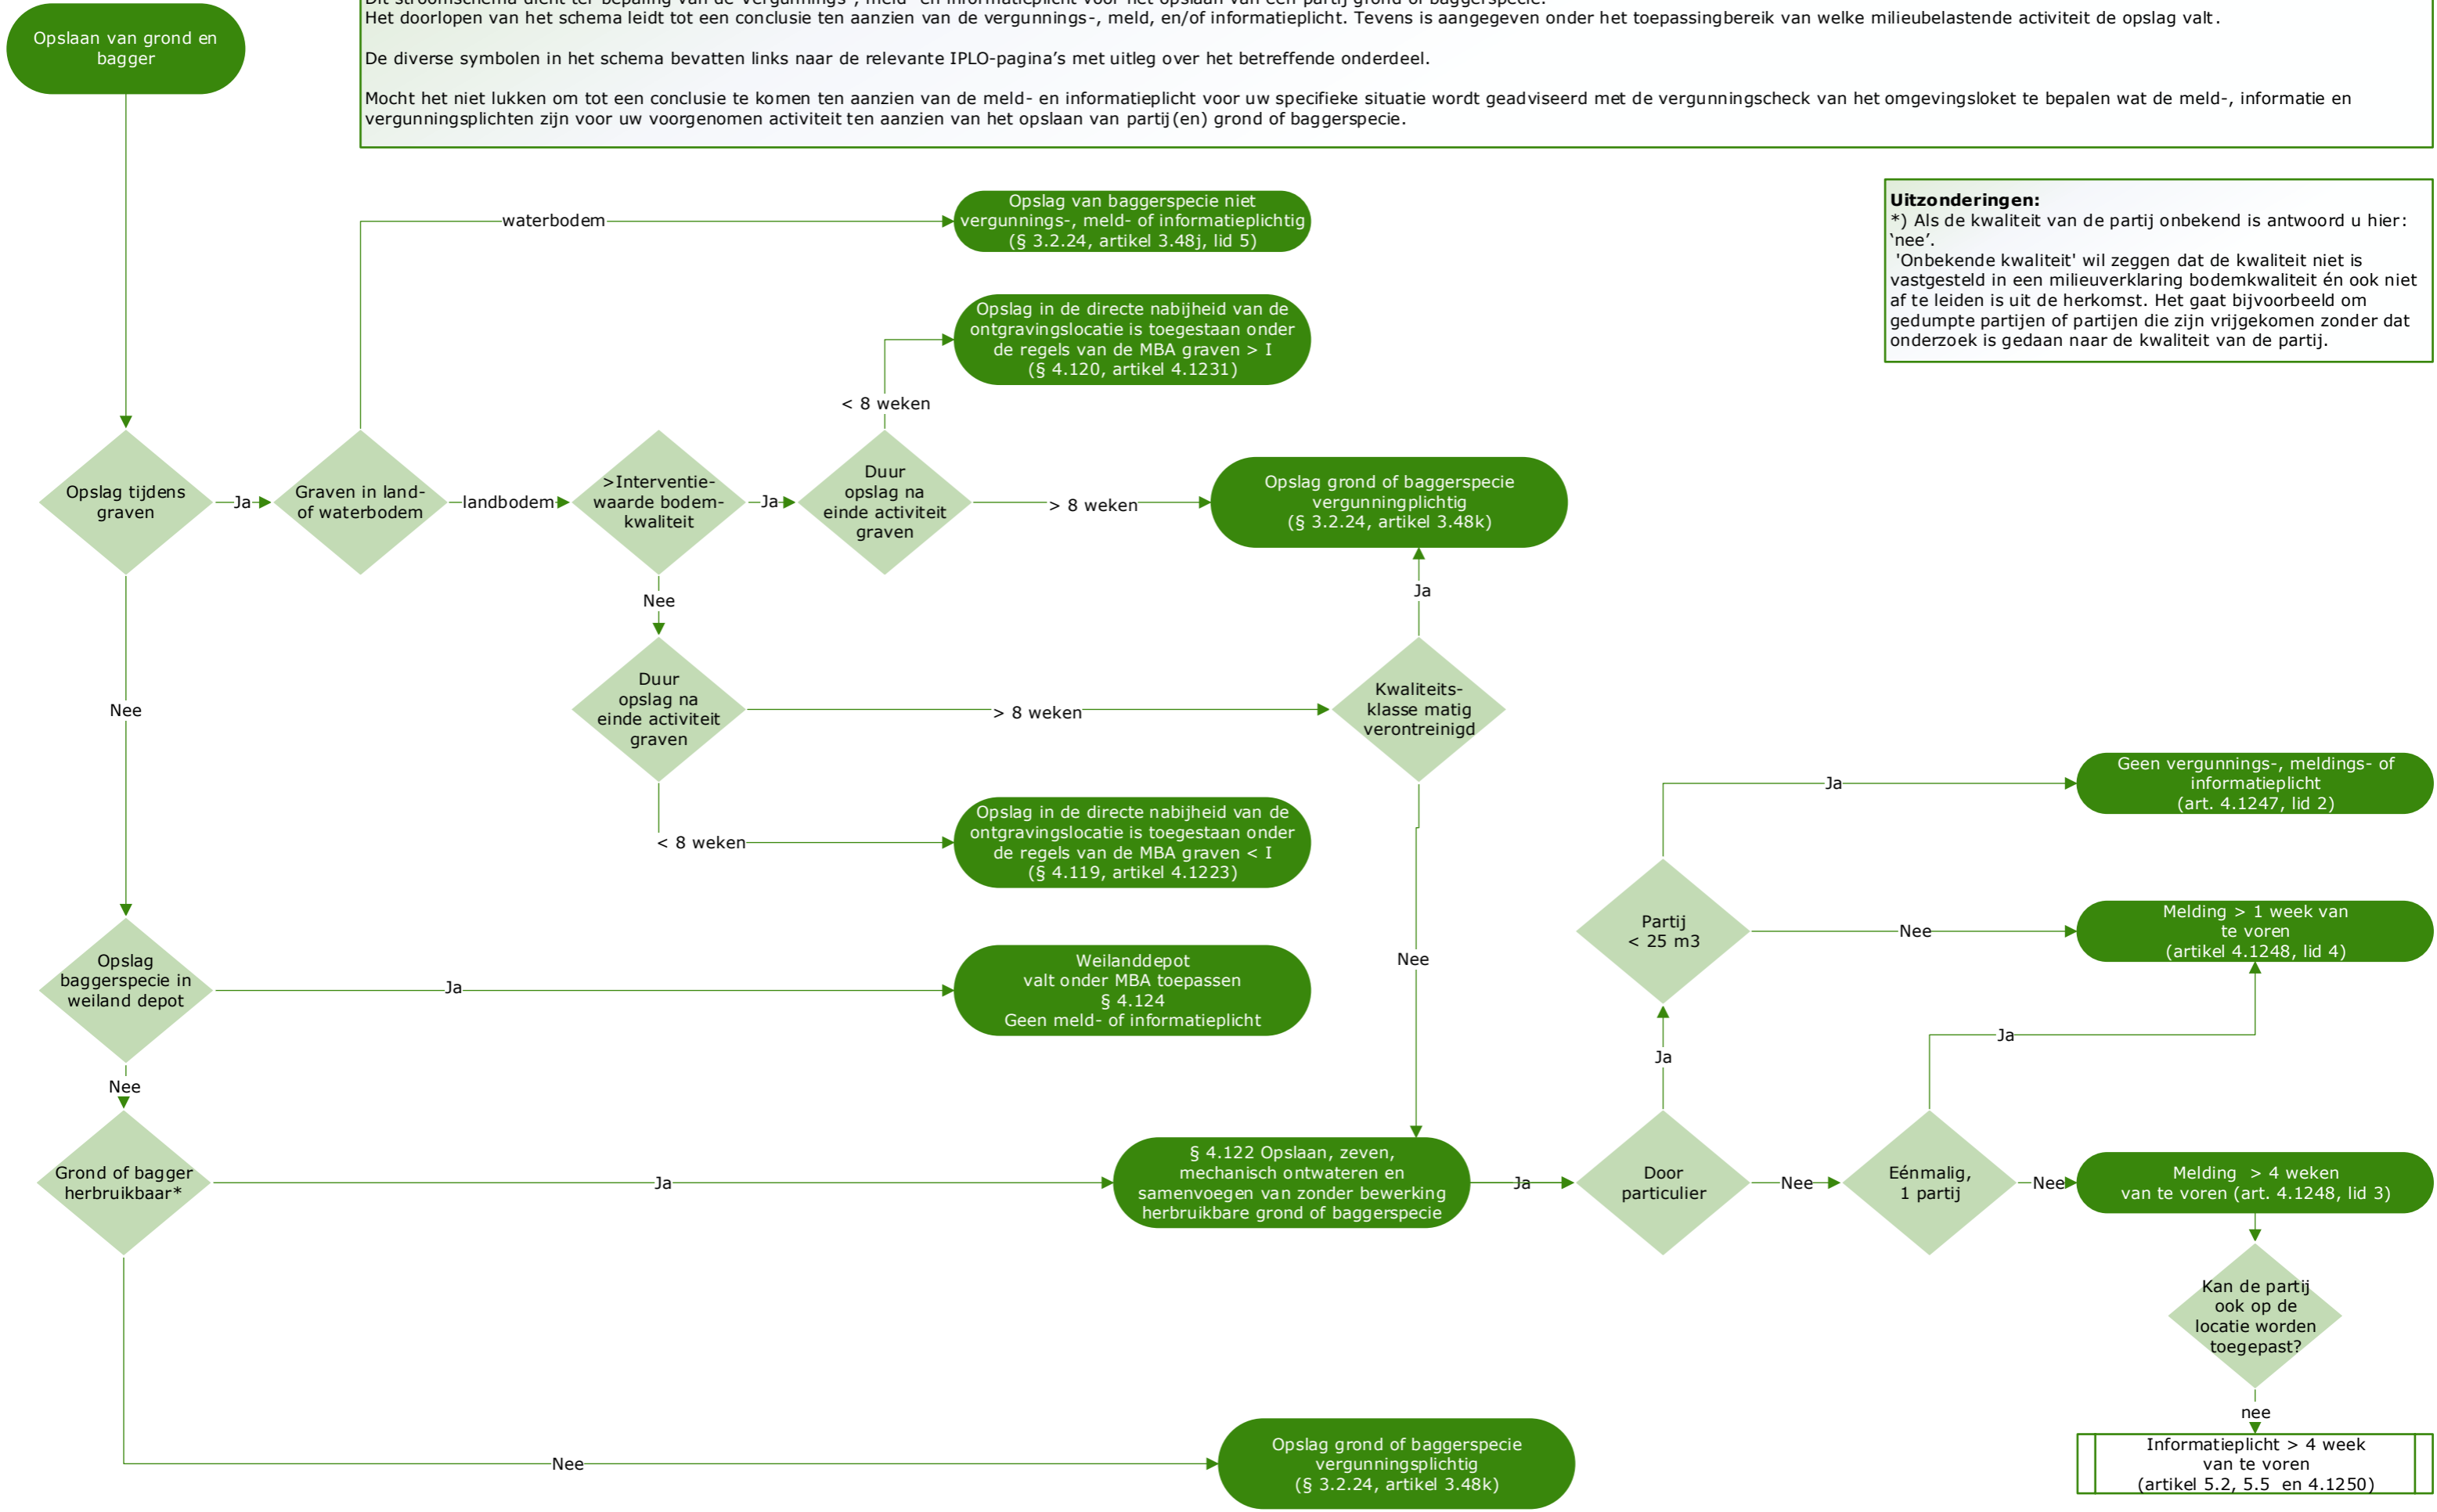 Dit stroomschema dient ter bepaling van de vergunnings-, meld- en informatieplicht voor het opslaan van een partij grond of baggerspecie.
Het doorlopen van het schema leidt tot een conclusie ten aanzien van de vergunnings-, meld, en/of informatieplicht. Tevens is aangegeven onder het toepassingbereik van welke milieubelastende activiteit de opslag valt.
De diverse symbolen in het schema bevatten links naar de relevante IPLO-pagina’s met uitleg over het betreffende onderdeel.
Mocht het niet lukken om tot een conclusie te komen ten aanzien van de meld- en informatieplicht voor uw specifieke situatie wordt geadviseerd met de vergunningscheck van het omgevingsloket te bepalen wat de meld-, informatie en
vergunningsplichten zijn voor uw voorgenomen activiteit ten aanzien van het opslaan van partij(en) grond of baggerspecie.
Opslaan van grond en
bagger
Uitzonderingen:
*) Als de kwaliteit van de partij onbekend is antwoord u hier:
‘nee’.
'Onbekende kwaliteit' wil zeggen dat de kwaliteit niet is
vastgesteld in een milieuverklaring bodemkwaliteit én ook niet
af te leiden is uit de herkomst. Het gaat bijvoorbeeld om
gedumpte partijen of partijen die zijn vrijgekomen zonder dat
onderzoek is gedaan naar de kwaliteit van de partij.
waterbodem
Opslag van baggerspecie niet
vergunnings-, meld- of informatieplichtig
(§ 3.2.24, artikel 3.48j, lid 5)
Opslag in de directe nabijheid van de
ontgravingslocatie is toegestaan onder
de regels van de MBA graven > I
(§ 4.120, artikel 4.1231)
< 8 weken
Opslag tijdens
graven
Ja
Graven in land-
of waterbodem
landbodem
>Interventie-
waarde bodem-
kwaliteit
Ja
Duur
opslag na
einde activiteit
graven
> 8 weken
Opslag grond of baggerspecie
vergunningplichtig
(§ 3.2.24, artikel 3.48k)
Nee
Ja
Nee
Duur
opslag na
einde activiteit
graven
> 8 weken
Kwaliteits-
klasse matig
verontreinigd
< 8 weken
Opslag in de directe nabijheid van de
ontgravingslocatie is toegestaan onder
de regels van de MBA graven < I
(§ 4.119, artikel 4.1223)
Ja
Geen vergunnings-, meldings- of
informatieplicht
(art. 4.1247, lid 2)
Partij
< 25 m3
Nee
Melding > 1 week van
te voren
(artikel 4.1248, lid 4)
Opslag
baggerspecie in
weiland depot
Ja
Weilanddepot
valt onder MBA toepassen
§ 4.124
Geen meld- of informatieplicht
Nee
Ja
Ja
Nee
Grond of bagger
herbruikbaar*
Ja
§ 4.122 Opslaan, zeven,
mechanisch ontwateren en
samenvoegen van zonder bewerking
herbruikbare grond of baggerspecie
Ja
Door
particulier
Nee
Eénmalig,
1 partij
Nee
Melding > 4 weken
van te voren (art. 4.1248, lid 3)
Kan de partij
ook op de
locatie worden
toegepast?
nee
Informatieplicht > 4 week
van te voren
(artikel 5.2, 5.5 en 4.1250)
Nee
Opslag grond of baggerspecie
vergunningsplichtig
(§ 3.2.24, artikel 3.48k)